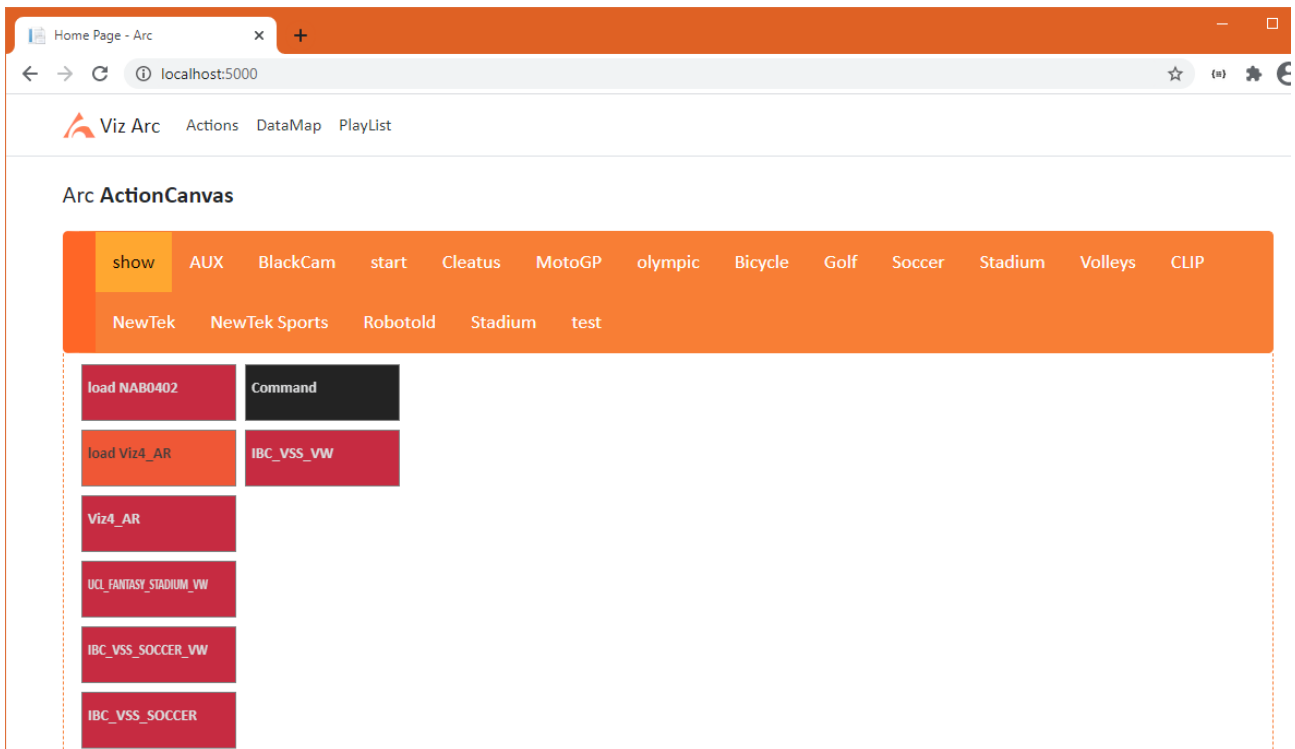 Home Page - Arc
localhost:5000
Viz Arc Actions DataMap PlayList
Arc ActionCanvas
show AUX BlackCam start Cleatus MotoGP olympic Bicycle Golf Soccer Stadium Volleys CLIP
NewTek NewTek Sports Robotold Stadium test
load NAB0402 Command
load Viz4_AR IBC_VSS_VW
Viz4_AR
UCL_FANTASY_STADIUM_VW
IBC_VSS_SOCCER_VW
IBC_VSS_SOCCER